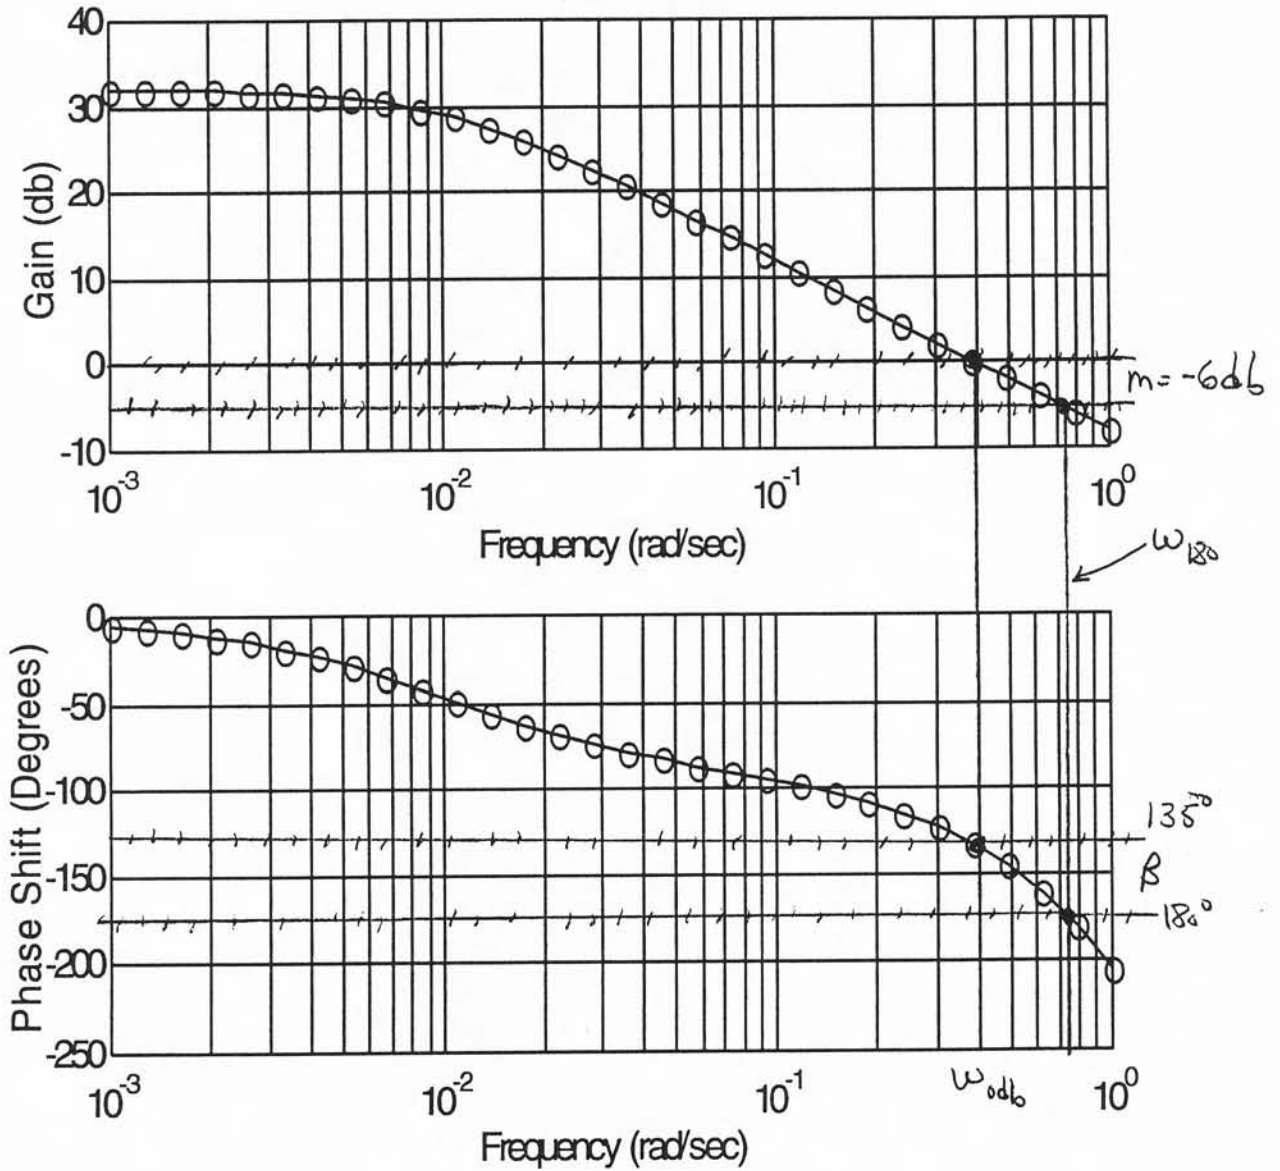 40
30
20
10
0
-10
Gain (db)
m = -6db
10^-3 10^-2 10^-1 10^0
Frequency (rad/sec)
ω180
0
-50
-100
-150
-200
-250
Phase Shift (Degrees)
β
180°
ω0db
10^-3 10^-2 10^-1 10^0
Frequency (rad/sec)